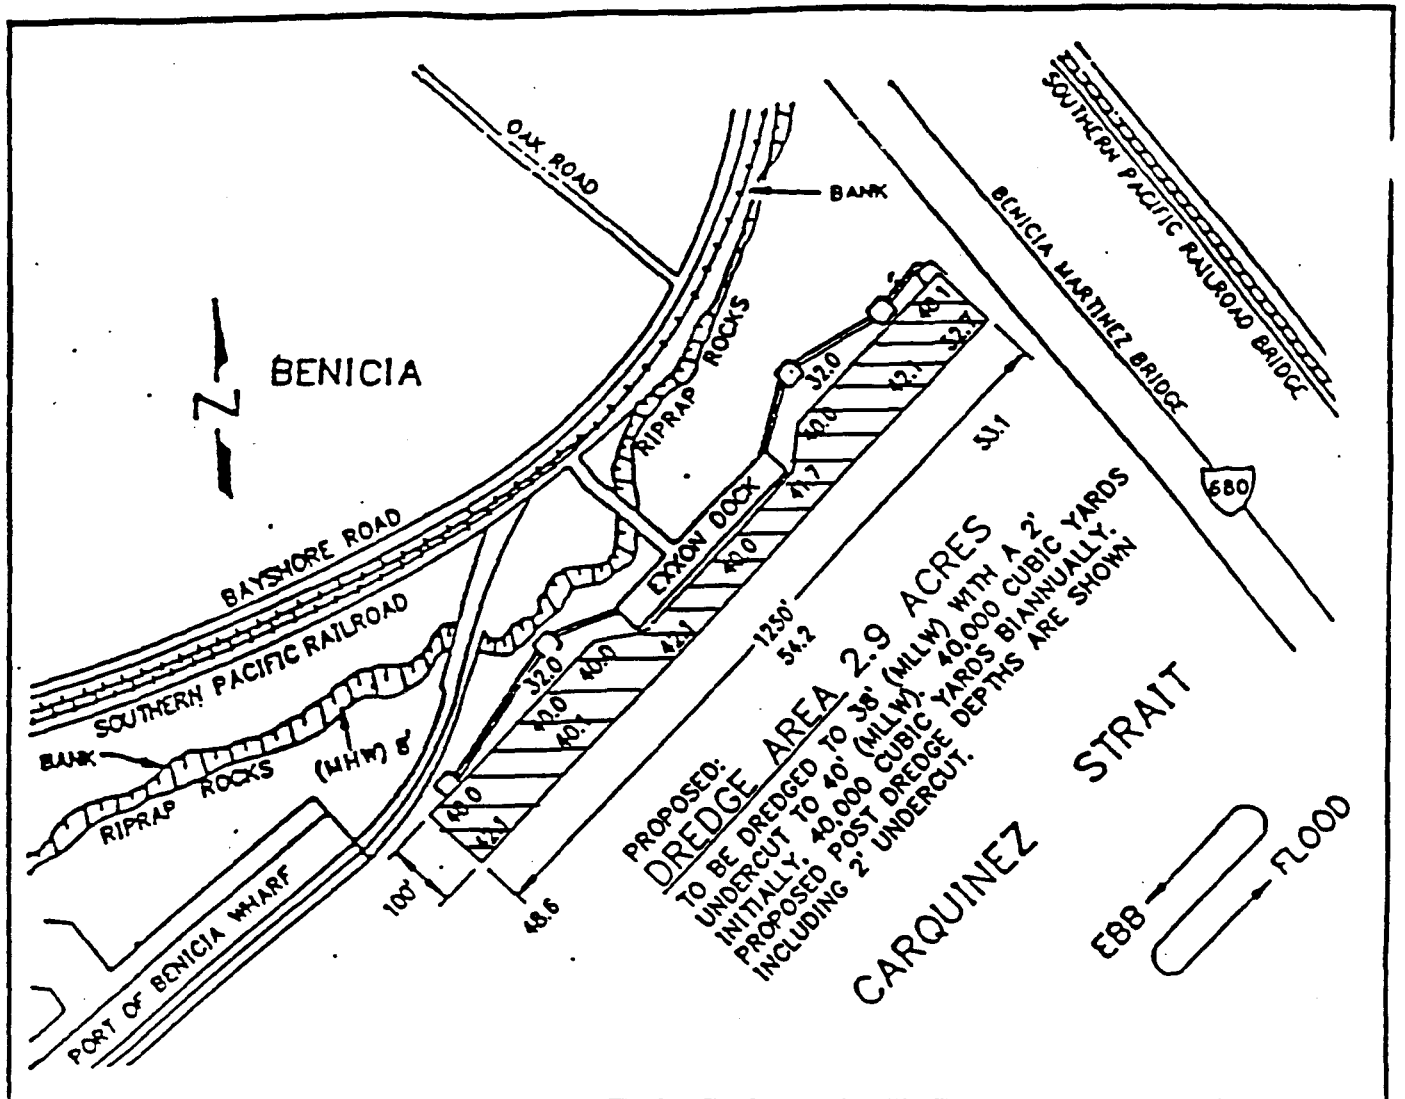 OAK ROAD
BANK
SOUTHERN PACIFIC RAILROAD BRIDGE
BENICIA MARTINEZ BRIDGE
680
N
BENICIA
RIPRAP ROCKS
BAYSHORE ROAD
SOUTHERN PACIFIC RAILROAD
EXXON DOCK
32.0
40.0
41.7
40.0
42.1
40.0
32.0
40.0
40.1
40.0
42.1
53.1
1250'
54.2
48.6
100'
BANK
RIPRAP ROCKS
(MHW) 8'
PORT OF BENICIA WHARF
PROPOSED:
DREDGE AREA 2.9 ACRES
TO BE DREDGED TO 38' (MLLW) WITH A 2'
UNDERCUT TO 40' (MLLW). 40,000 CUBIC YARDS
INITIALLY, 40,000 CUBIC YARDS BIANNUALLY.
PROPOSED POST DREDGE DEPTHS ARE SHOWN
INCLUDING 2' UNDERCUT.
CARQUINEZ STRAIT
EBB
FLOOD